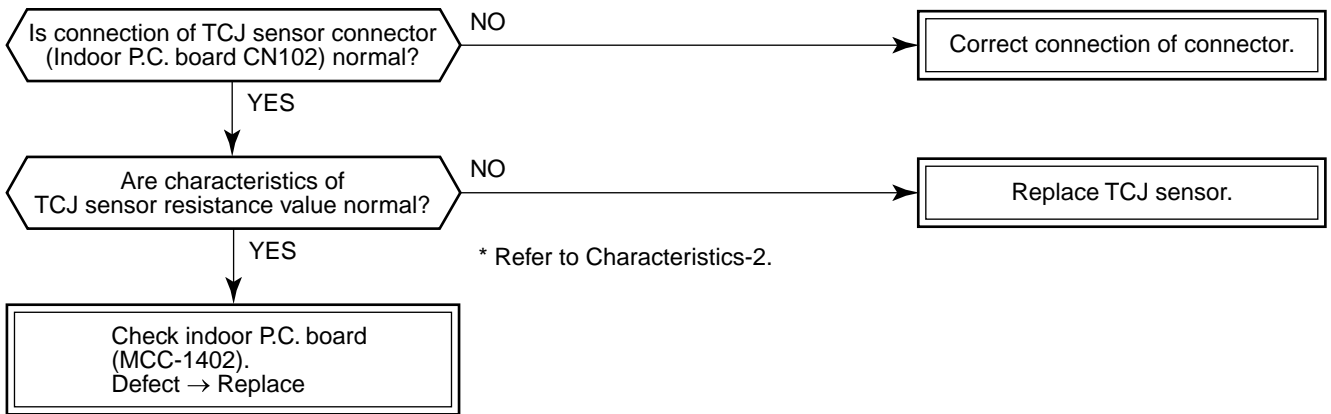 Is connection of TCJ sensor connector
(Indoor P.C. board CN102) normal?
NO
Correct connection of connector.
YES
Are characteristics of
TCJ sensor resistance value normal?
NO
Replace TCJ sensor.
YES
* Refer to Characteristics-2.
Check indoor P.C. board
(MCC-1402).
Defect → Replace